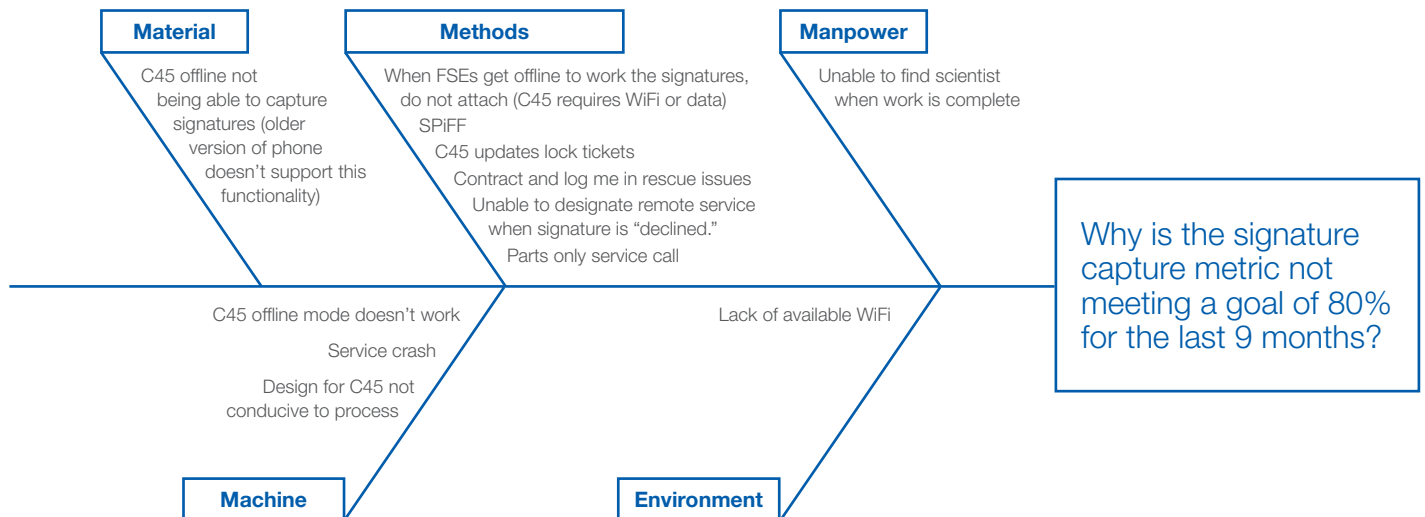 Material
C45 offline not
being able to capture
signatures (older
version of phone
doesn't support this
functionality)
Methods
When FSEs get offline to work the signatures,
do not attach (C45 requires WiFi or data)
SPiFF
C45 updates lock tickets
Contract and log me in rescue issues
Unable to designate remote service
when signature is “declined.”
Parts only service call
Manpower
Unable to find scientist
when work is complete
Why is the signature
capture metric not
meeting a goal of 80%
for the last 9 months?
C45 offline mode doesn't work
Service crash
Design for C45 not
conducive to process
Machine
Lack of available WiFi
Environment